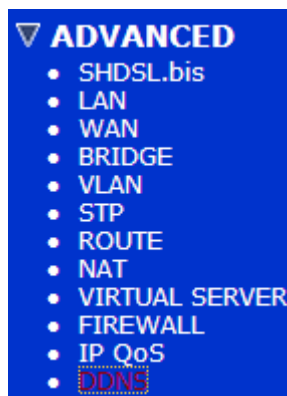 ADVANCED
SHDSL.bis
LAN
WAN
BRIDGE
VLAN
STP
ROUTE
NAT
VIRTUAL SERVER
FIREWALL
IP QoS
DDNS